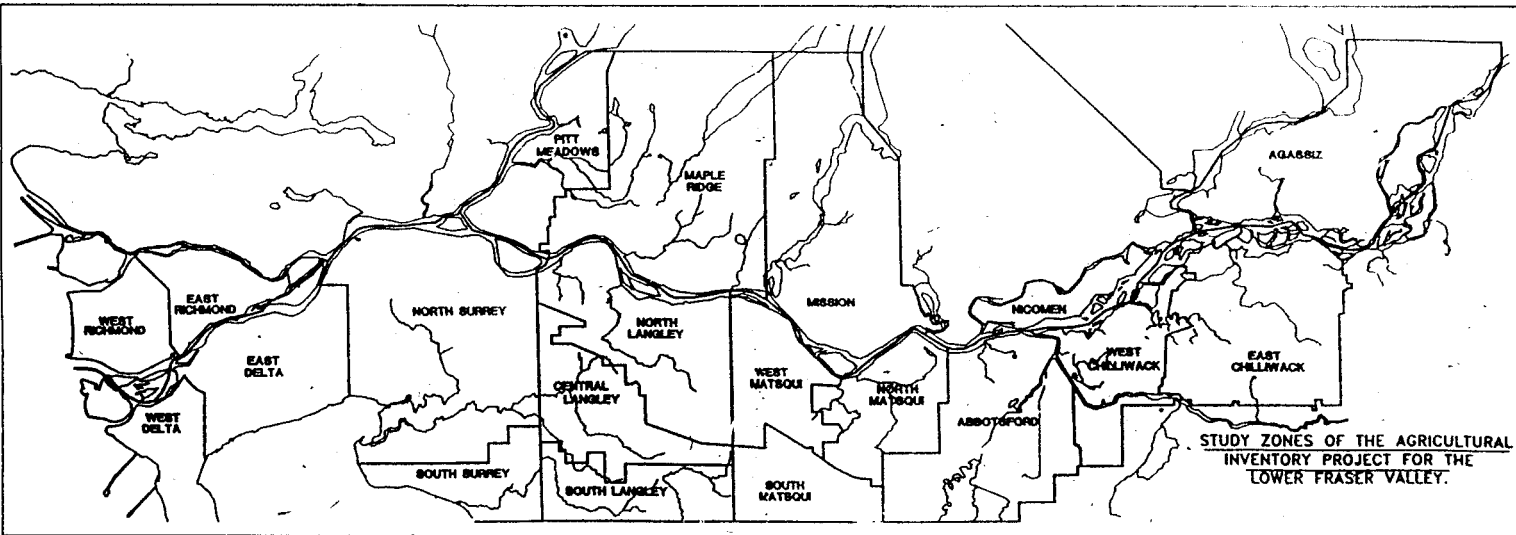 PITT
MEADOWS
MAPLE
RIDGE
AGASSIZ
WEST
RICHMOND
EAST
RICHMOND
NORTH SURREY
EAST
DELTA
WEST
DELTA
NORTH
LANGLEY
CENTRAL
LANGLEY
SOUTH SURREY
SOUTH LANGLEY
MISSION
WEST
MATSQUI
NORTH
MATSQUI
SOUTH
MATSQUI
ABBOTSFORD
NICOMEN
WEST
CHILLIWACK
EAST
CHILLIWACK
STUDY ZONES OF THE AGRICULTURAL
INVENTORY PROJECT FOR THE
LOWER FRASER VALLEY.